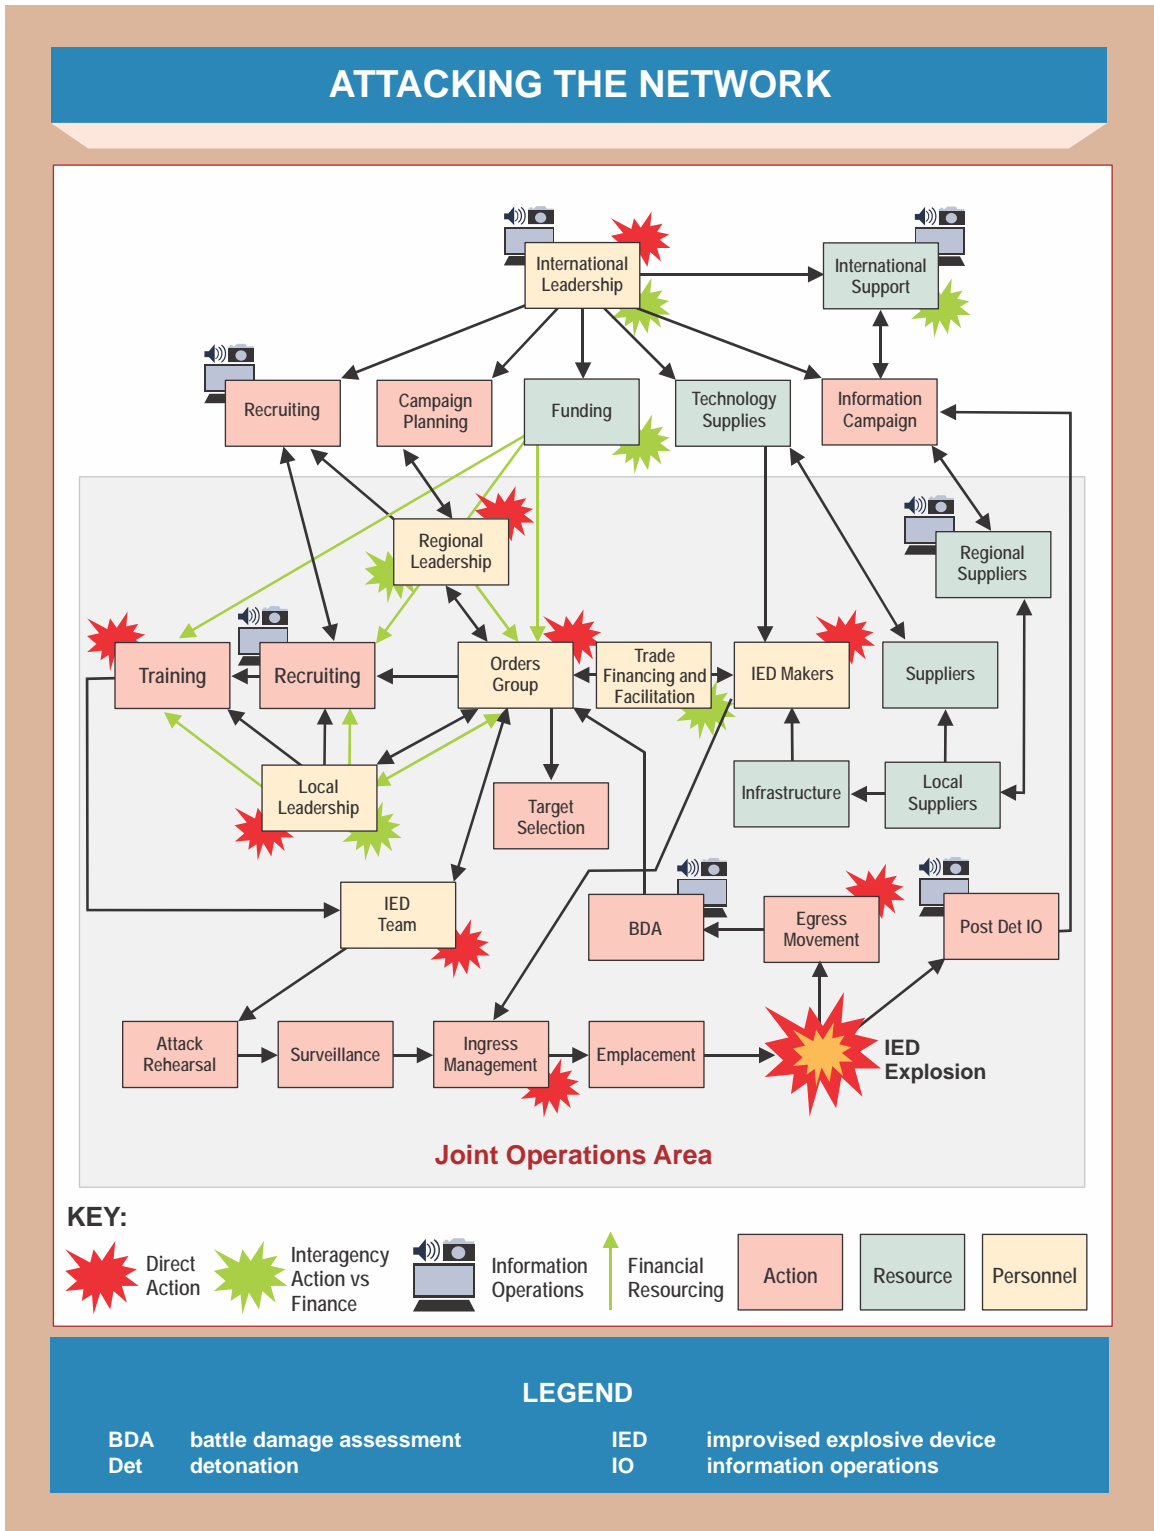 ATTACKING THE NETWORK
International
Leadership
International
Support
Recruiting
Campaign
Planning
Funding
Technology
Supplies
Information
Campaign
Regional
Leadership
Regional
Suppliers
Training
Recruiting
Orders
Group
Trade
Financing and
Facilitation
IED Makers
Suppliers
Local
Leadership
Target
Selection
Infrastructure
Local
Suppliers
IED
Team
BDA
Egress
Movement
Post Det IO
Attack
Rehearsal
Surveillance
Ingress
Management
Emplacement
IED
Explosion
Joint Operations Area
KEY:
Direct
Action
Interagency
Action vs
Finance
Information
Operations
Financial
Resourcing
Action
Resource
Personnel
LEGEND
BDA battle damage assessment
Det detonation
IED improvised explosive device
IO information operations